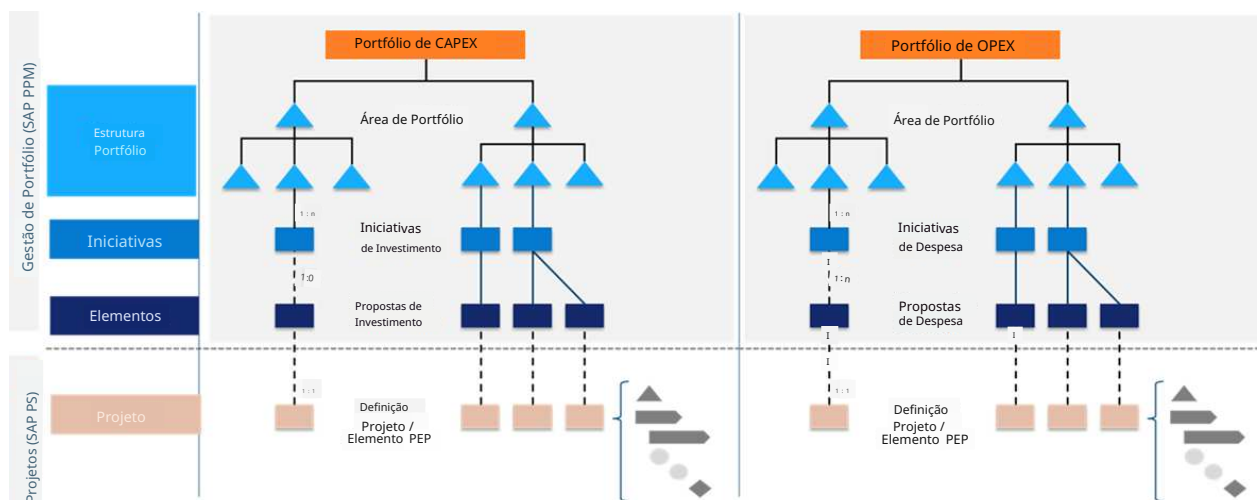 Gestão de Portfólio (SAP PPM)
Projetos (SAP PS)
Estrutura
Portfólio
Iniciativas
Elementos
Projeto
Portfólio de CAPEX
Área de Portfólio
1 : n
Iniciativas
de Investimento
1:0
Propostas de
Investimento
1 : 1
Definição
Projeto /
Elemento PEP
Portfólio de OPEX
Área de Portfólio
1 : n
Iniciativas
de Despesa
I
1:n
Propostas
de Despesa
I
I
I
1 : 1
Definição
Projeto /
Elemento PEP